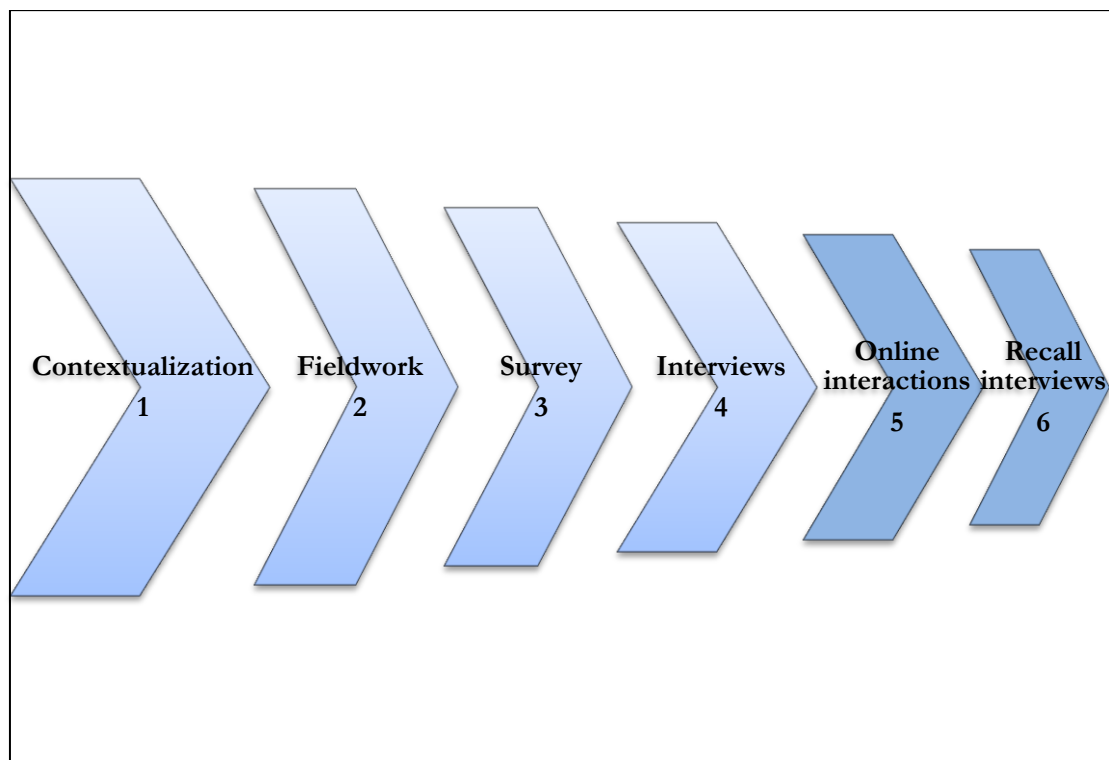 Contextualization
1
Fieldwork
2
Survey
3
Interviews
4
Online
interactions
5
Recall
interviews
6